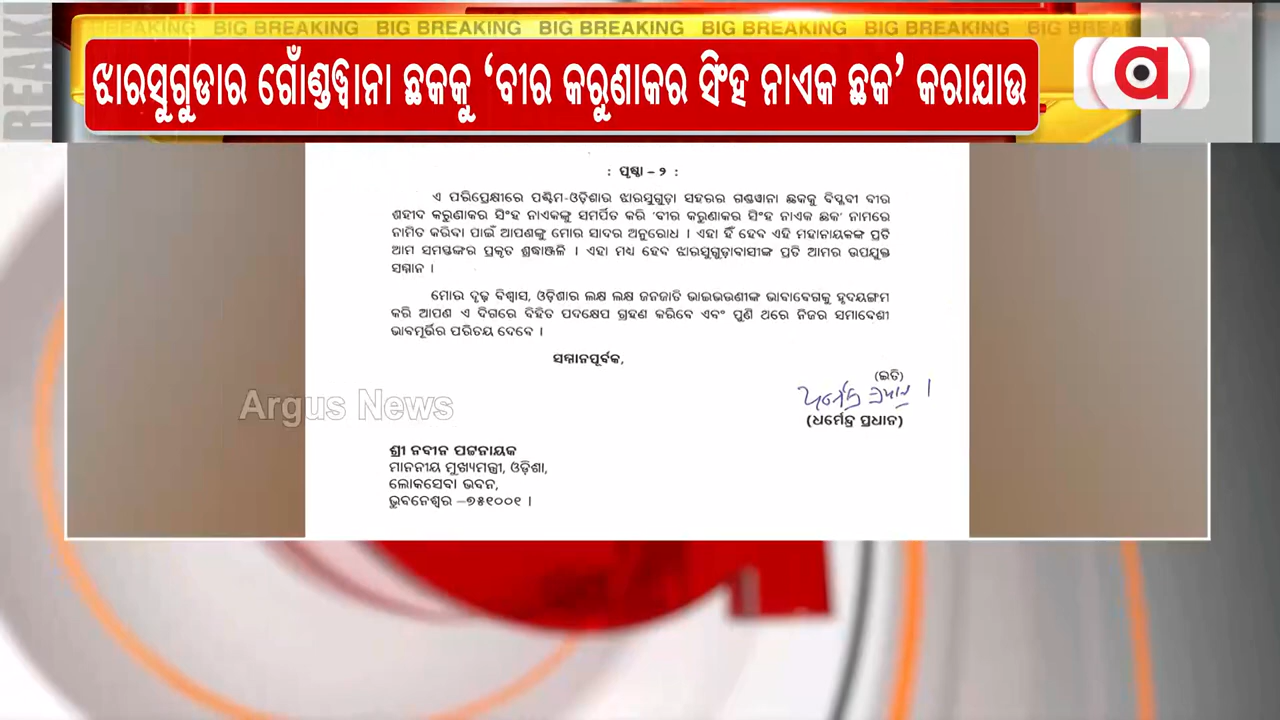 BREAK
BIG BREAKING BIG BREAKING BIG BREAKING BIG BREAKING BIG BREAKING
ଝାରସୁଗୁଡାର ଗୋଁଣ୍ଡୱାନା ଛକକୁ ‘ବୀର କରୁଣାକର ସିଂହ ନାଏକ ଛକ’ କରାଯାଉ
a
: ପୃଷ୍ଠା – ୨ :
ଏ ପରିପ୍ରେକ୍ଷୀରେ ପଶ୍ଚିମ-ଓଡ଼ିଶାର ଝାରସୁଗୁଡ଼ା ସହରର ଗଣ୍ଡୱାନା ଛକକୁ ବିପ୍ଳବୀ ବୀର
ଶହୀଦ କରୁଣାକର ସିଂହ ନାଏକଙ୍କୁ ସମର୍ପିତ କରି ‘ବୀର କରୁଣାକର ସିଂହ ନାଏକ ଛକ’ ନାମରେ
ନାମିତ କରିବା ପାଇଁ ଆପଣଙ୍କୁ ମୋର ସାଦର ଅନୁରୋଧ । ଏହା ହିଁ ହେବ ଏହି ମହାନାୟକଙ୍କ ପ୍ରତି
ଆମ ସମସ୍ତଙ୍କର ପ୍ରକୃତ ଶ୍ରଦ୍ଧାଞ୍ଜଳି । ଏହା ମଧ୍ୟ ହେବ ଝାରସୁଗୁଡ଼ାବାସୀଙ୍କ ପ୍ରତି ଆମର ଉପଯୁକ୍ତ
ସମ୍ମାନ ।
ମୋର ଦୃଢ଼ ବିଶ୍ୱାସ, ଓଡ଼ିଶାର ଲକ୍ଷ ଲକ୍ଷ ଜନଜାତି ଭାଇଭଉଣୀଙ୍କ ଭାବାବେଗକୁ ହୃଦୟଙ୍ଗମ
କରି ଆପଣ ଏ ଦିଗରେ ବିହିତ ପଦକ୍ଷେପ ଗ୍ରହଣ କରିବେ ଏବଂ ପୁଣି ଥରେ ନିଜର ସମାବେଶୀ
ଭାବମୂର୍ତ୍ତିର ପରିଚୟ ଦେବେ ।
ସମ୍ମାନପୂର୍ବକ,
(ଇତି)
ଧର୍ମେନ୍ଦ୍ର ପ୍ରଧାନ ।
(ଧର୍ମେନ୍ଦ୍ର ପ୍ରଧାନ)
Argus News
ଶ୍ରୀ ନବୀନ ପଟ୍ଟନାୟକ
ମାନନୀୟ ମୁଖ୍ୟମନ୍ତ୍ରୀ, ଓଡ଼ିଶା,
ଲୋକସେବା ଭବନ,
ଭୁବନେଶ୍ୱର –୭୫୧୦୦୧ ।